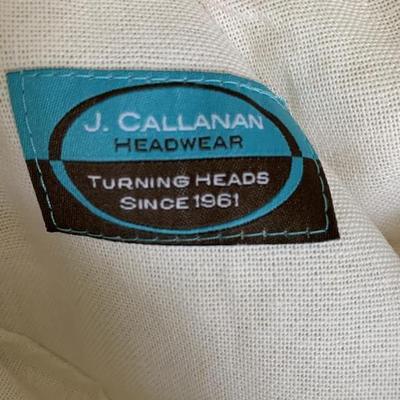 J. CALLANAN
HEADWEAR
TURNING HEADS
SINCE 1961